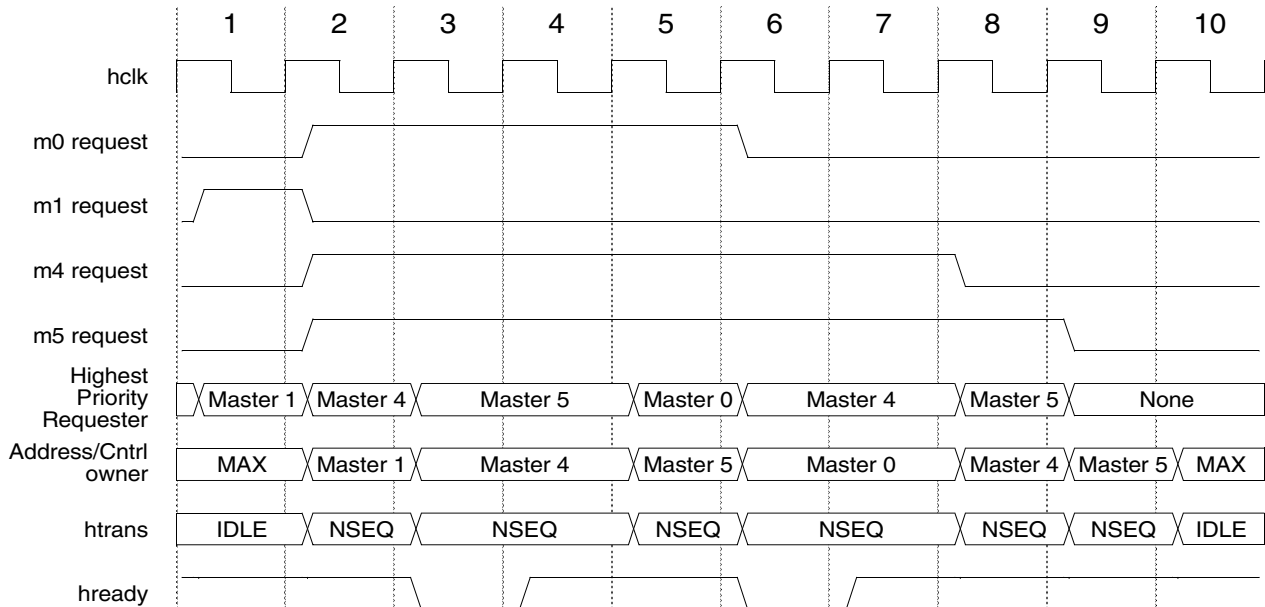 1 2 3 4 5 6 7 8 9 10
hclk
m0 request
m1 request
m4 request
m5 request
Highest
Priority
Requester
Master 1 Master 4 Master 5 Master 0 Master 4 Master 5 None
Address/Cntrl
owner
MAX Master 1 Master 4 Master 5 Master 0 Master 4 Master 5 MAX
htrans IDLE NSEQ NSEQ NSEQ NSEQ NSEQ NSEQ IDLE
hready